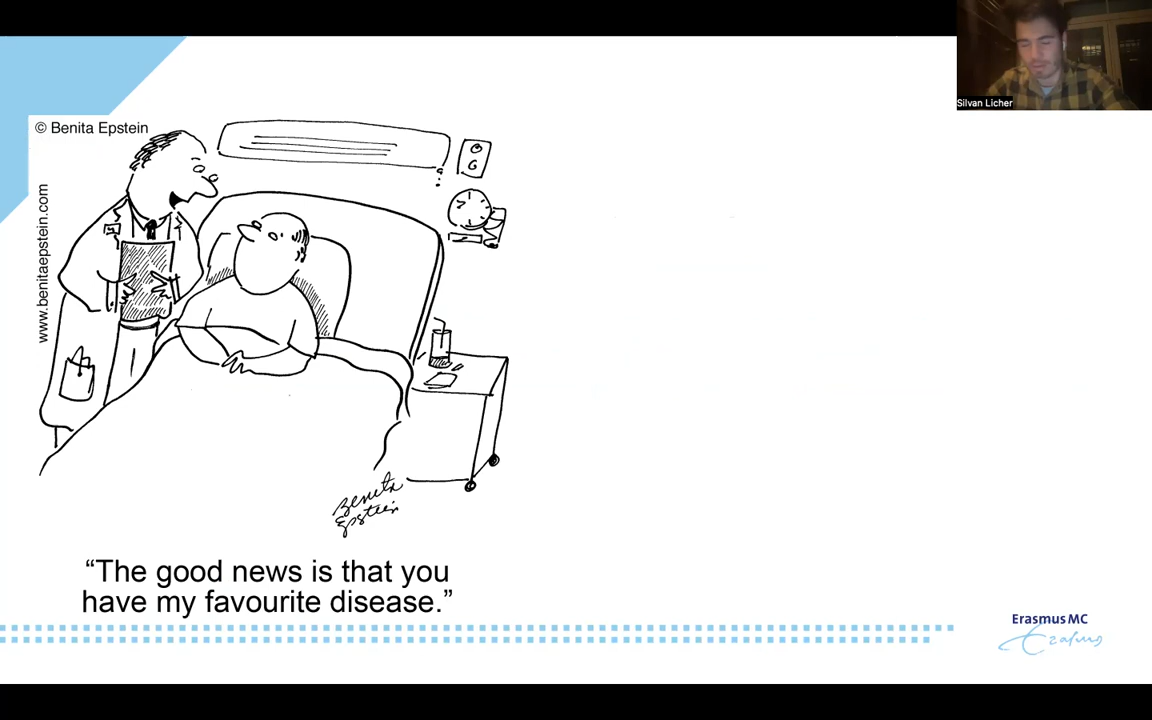 Silvan Licher
© Benita Epstein
www.benitaepstein.com
Benita
Epstein
“The good news is that you
have my favourite disease.”
Erasmus MC
Erasmus